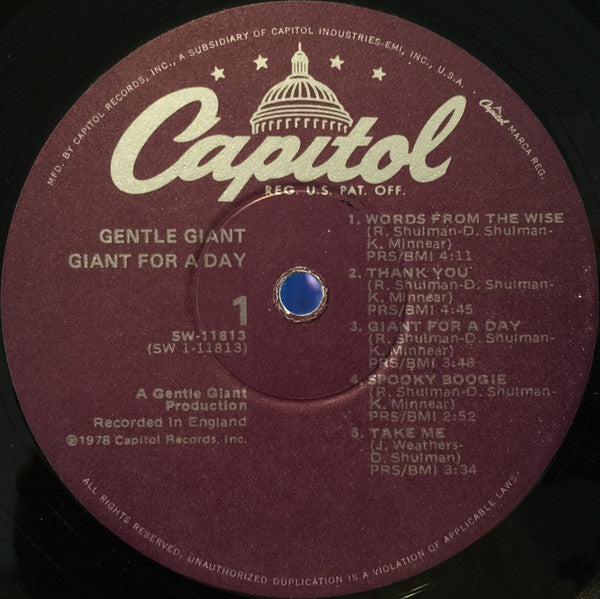 MFD. BY CAPITOL RECORDS, INC., A SUBSIDIARY OF CAPITOL INDUSTRIES-EMI, INC., U.S.A.
Capitol MARCA REG.
Capitol
REG. U.S. PAT. OFF.
GENTLE GIANT
GIANT FOR A DAY
1
SW-11813
(SW 1-11813)
A Gentle Giant
Production
Recorded in England
℗1978 Capitol Records, Inc.
1. WORDS FROM THE WISE
(R. Shulman-D. Shulman-
K. Minnear)
PRS/BMI 4:11
2. THANK YOU
(R. Shulman-D. Shulman-
K. Minnear)
PRS/BMI 4:45
3. GIANT FOR A DAY
(R. Shulman-D. Shulman-
K. Minnear)
PRS/BMI 3:48
4. SPOOKY BOOGIE
(R. Shulman-D. Shulman-
K. Minnear)
PRS/BMI 2:52
5. TAKE ME
(J. Weathers-
D. Shulman)
PRS/BMI 3:34
ALL RIGHTS RESERVED. UNAUTHORIZED DUPLICATION IS A VIOLATION OF APPLICABLE LAWS.